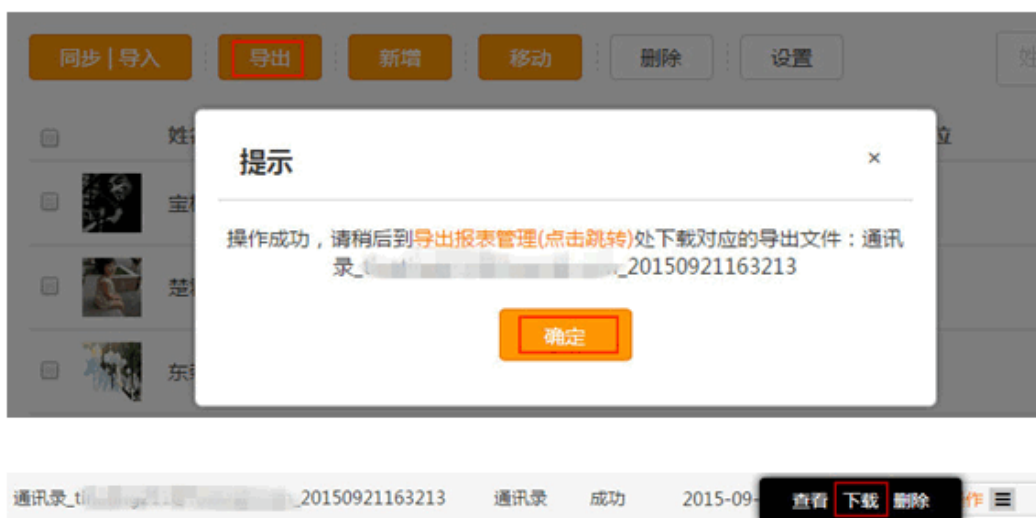 同步 | 导入 导出 新增 移动 删除 设置 姓
姓 位
提示 ×
宝
操作成功，请稍后到导出报表管理(点击跳转)处下载对应的导出文件：通讯
录_t _20150921163213
楚
确定
东
通讯录_ti _20150921163213 通讯录 成功 2015-09- 查看 下载 删除 作